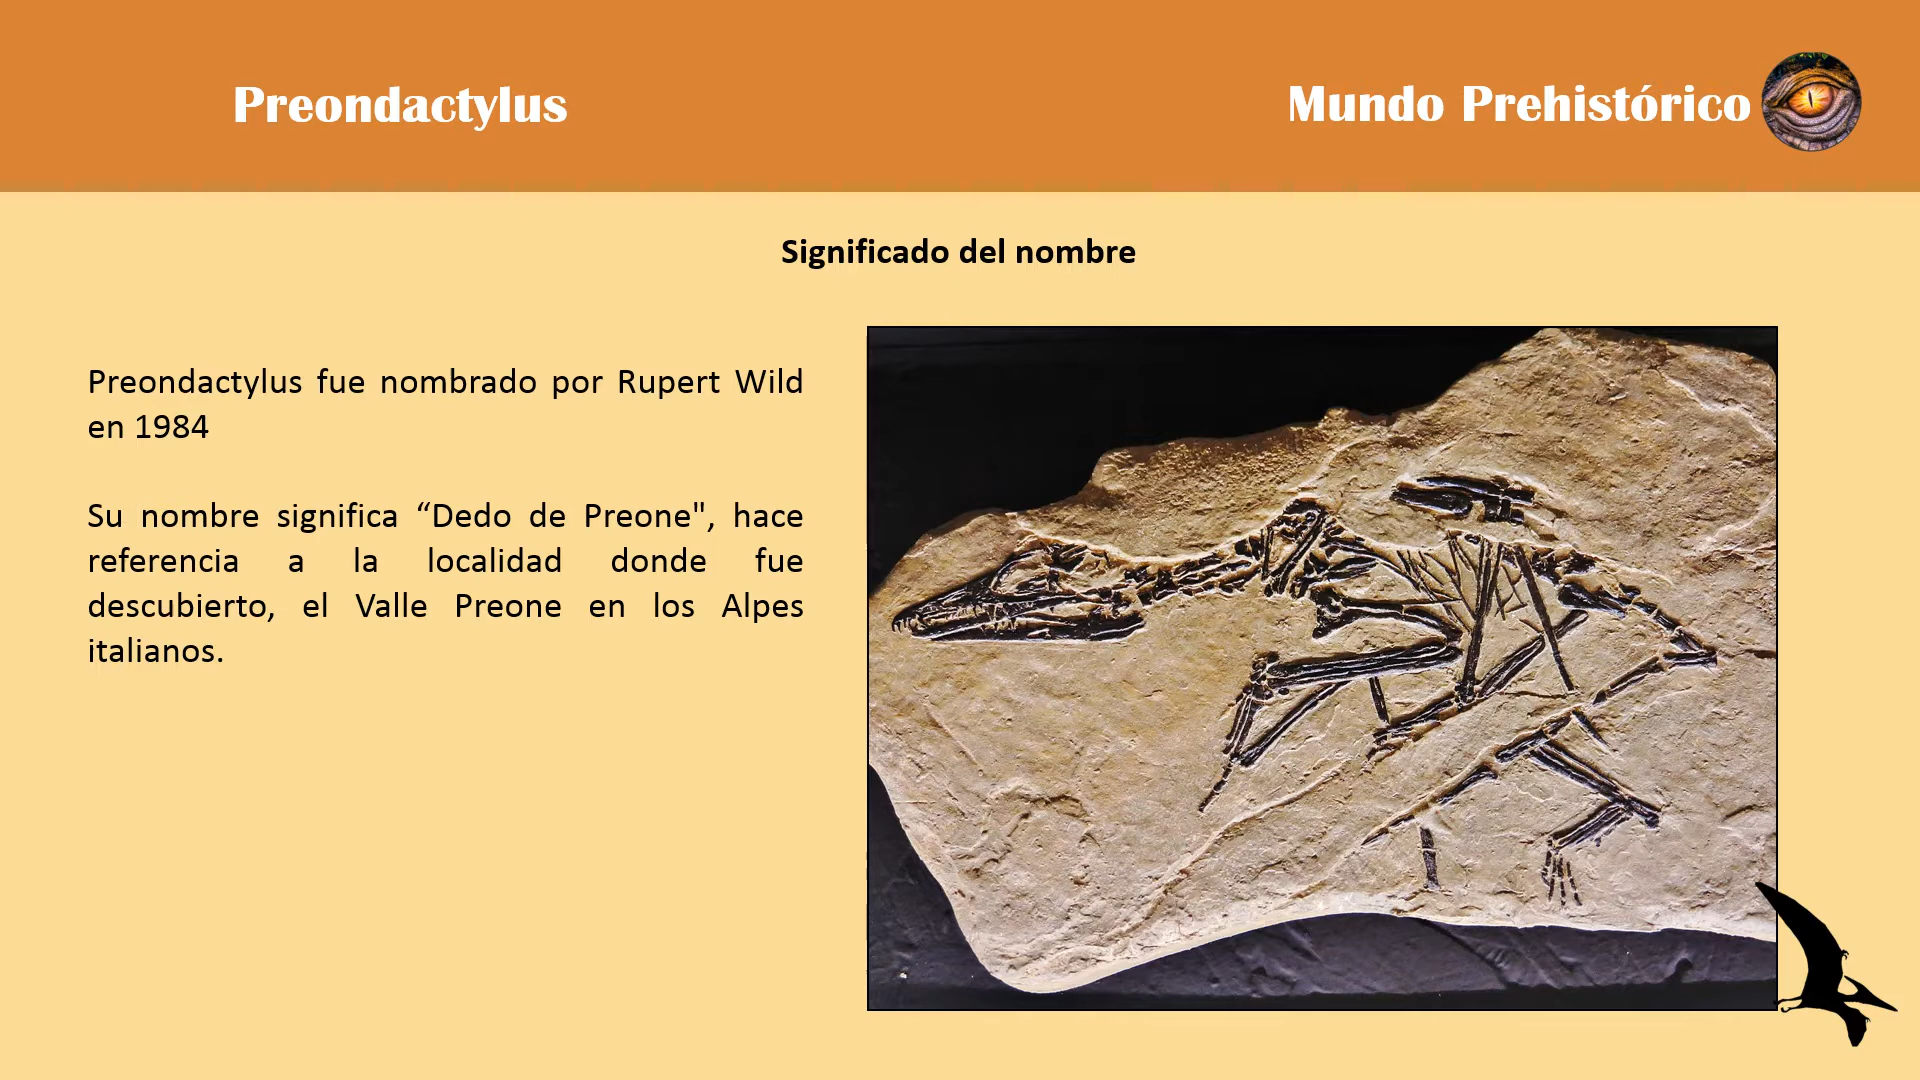 Preondactylus
Mundo Prehistórico
Significado del nombre
Preondactylus fue nombrado por Rupert Wild
en 1984
Su nombre significa “Dedo de Preone", hace
referencia a la localidad donde fue
descubierto, el Valle Preone en los Alpes
italianos.